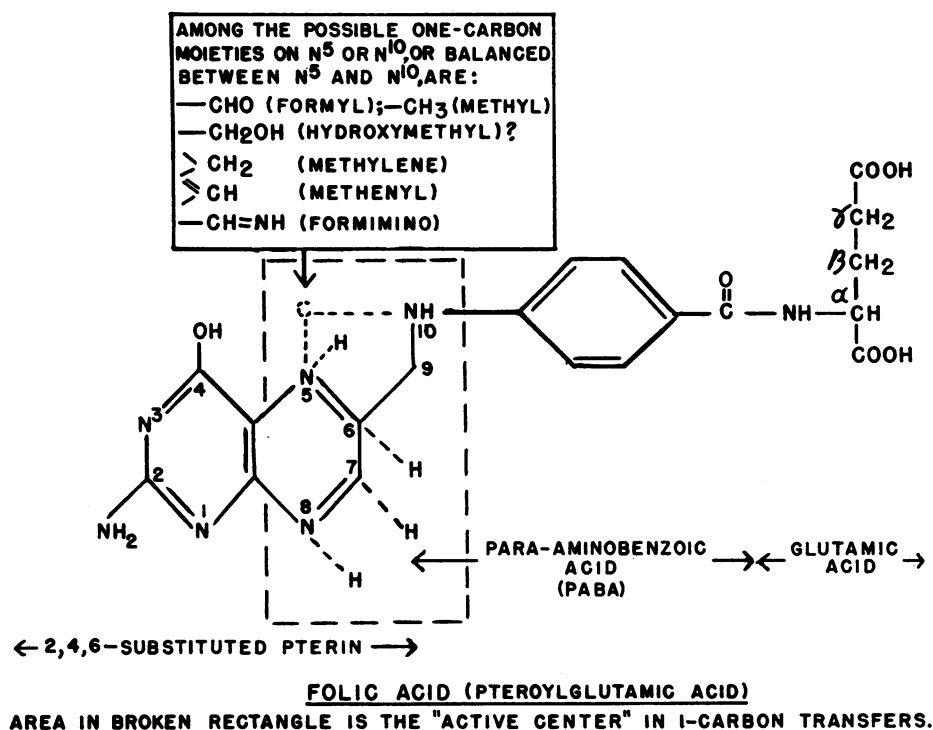 AMONG THE POSSIBLE ONE-CARBON
MOIETIES ON N5 OR N10, OR BALANCED
BETWEEN N5 AND N10, ARE:
—CHO (FORMYL);—CH3 (METHYL)
—CH2OH (HYDROXYMETHYL)?
>CH2 (METHYLENE)
>CH (METHENYL)
—CH=NH (FORMIMINO)
COOH
γCH2
βCH2
α
CH
COOH
O
C
NH
C
NH
10
9
OH
H
4
N
5
N3
6
2
7
H
1
N
8
N
H
NH2
H
PARA-AMINOBENZOIC
ACID
(PABA)
GLUTAMIC
ACID
←2,4,6-SUBSTITUTED PTERIN→
FOLIC ACID (PTEROYLGLUTAMIC ACID)
AREA IN BROKEN RECTANGLE IS THE "ACTIVE CENTER" IN 1-CARBON TRANSFERS.